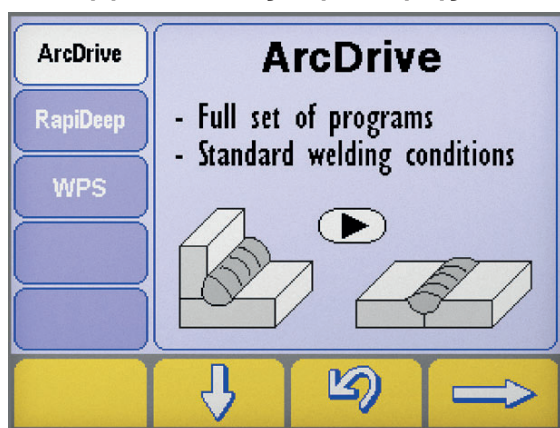 ArcDrive
RapiDeep
WPS
ArcDrive
- Full set of programs
- Standard welding conditions